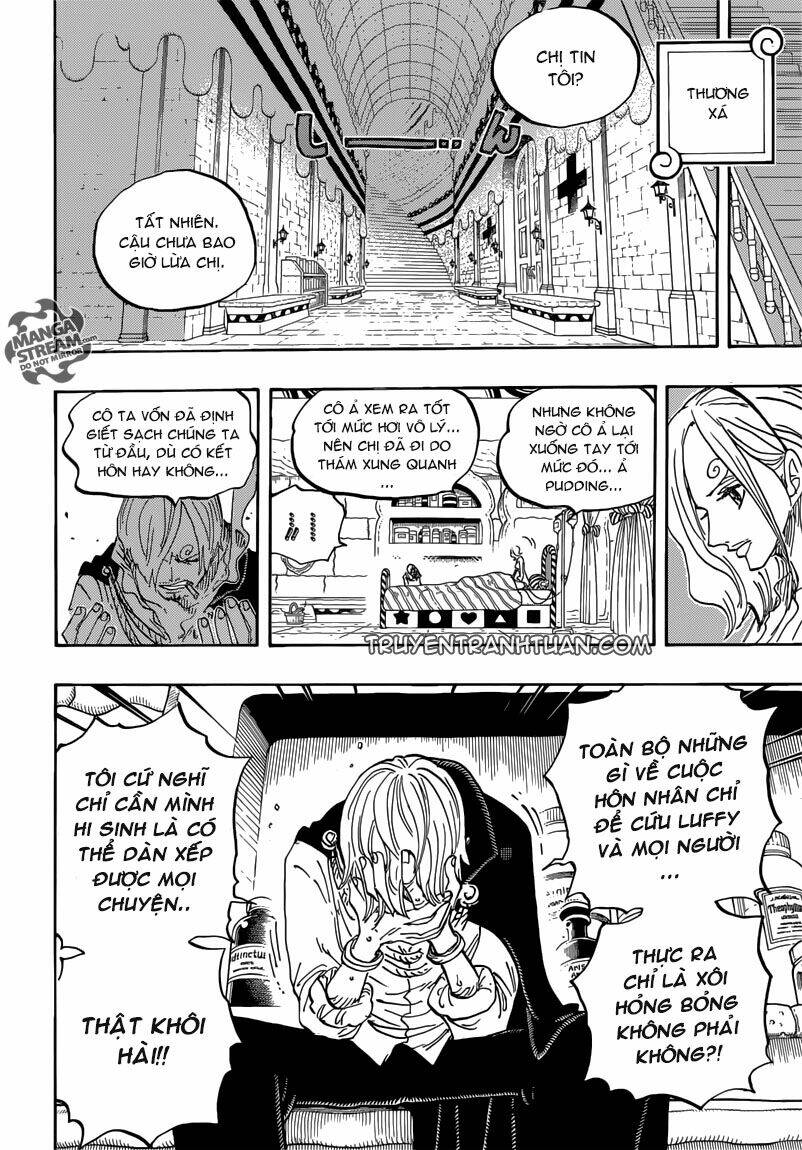 THƯƠNG
XÁ
CHỊ TIN
TÔI?
TẤT NHIÊN.
CẬU CHƯA BAO
GIỜ LỪA CHỊ.
MANGA
STREAM
.COM
DO NOT MIRROR
NHƯNG KHÔNG
NGỜ CÔ Ả LẠI
XUỐNG TAY TỚI
MỨC ĐÓ... Ả
PUDDING...
CÔ Ả XEM RA TỐT
TỚI MỨC HƠI VÔ LÝ...
NÊN CHỊ ĐÃ ĐI DO
THÁM XUNG QUANH
...
CÔ TA VỐN ĐÃ ĐỊNH
GIẾT SẠCH CHÚNG TA
TỪ ĐẦU, DÙ CÓ KẾT
HÔN HAY KHÔNG...
TRUYENTRANHTUAN.COM
TOÀN BỘ NHỮNG
GÌ VỀ CUỘC
HÔN NHÂN CHỈ
ĐỂ CỨU LUFFY
VÀ MỌI NGƯỜI
...
THỰC RA
CHỈ LÀ XÔI
HỎNG BỎNG
KHÔNG PHẢI
KHÔNG?!
TÔI CỨ NGHĨ
CHỈ CẦN MÌNH
HI SINH LÀ CÓ
THỂ DÀN XẾP
ĐƯỢC MỌI
CHUYỆN..
THẬT KHÔI
HÀI!!